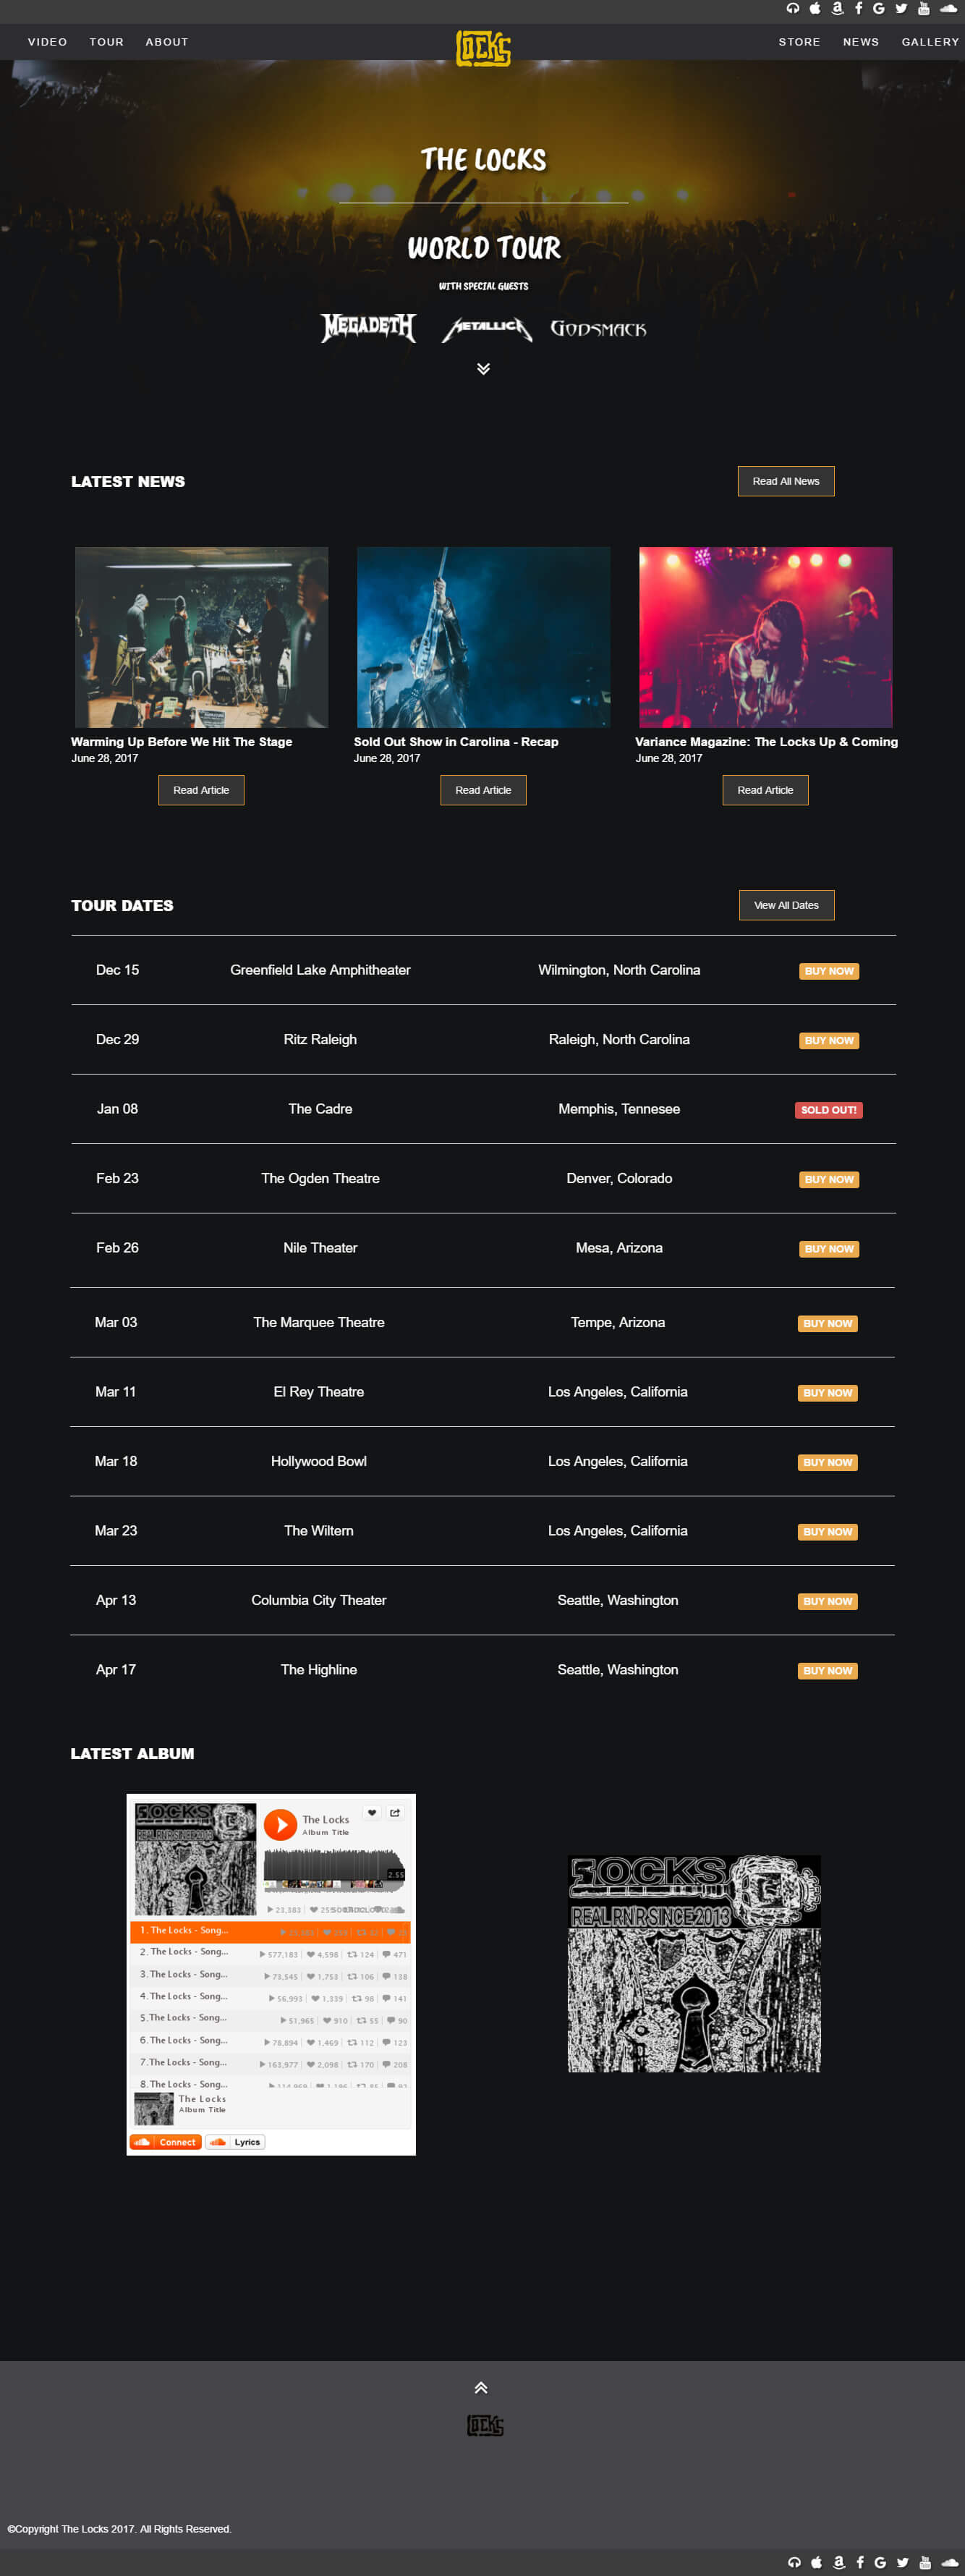 VIDEO TOUR ABOUT LOCKS STORE NEWS GALLERY
THE LOCKS
WORLD TOUR
WITH SPECIAL GUESTS
MEGADETH METALLICA GODSMACK
LATEST NEWS Read All News
Warming Up Before We Hit The Stage
June 28, 2017
Read Article
Sold Out Show in Carolina - Recap
June 28, 2017
Read Article
Variance Magazine: The Locks Up & Coming
June 28, 2017
Read Article
TOUR DATES View All Dates
Dec 15 Greenfield Lake Amphitheater Wilmington, North Carolina BUY NOW
Dec 29 Ritz Raleigh Raleigh, North Carolina BUY NOW
Jan 08 The Cadre Memphis, Tennesee SOLD OUT!
Feb 23 The Ogden Theatre Denver, Colorado BUY NOW
Feb 26 Nile Theater Mesa, Arizona BUY NOW
Mar 03 The Marquee Theatre Tempe, Arizona BUY NOW
Mar 11 El Rey Theatre Los Angeles, California BUY NOW
Mar 18 Hollywood Bowl Los Angeles, California BUY NOW
Mar 23 The Wiltern Los Angeles, California BUY NOW
Apr 13 Columbia City Theater Seattle, Washington BUY NOW
Apr 17 The Highline Seattle, Washington BUY NOW
LATEST ALBUM
LOCKS
REAL RN'R SINCE 2013
The Locks
Album Title
2.55
23,383
1. The Locks - Song...
2. The Locks - Song... 577,183 4,598 124 471
3. The Locks - Song... 73,545 1,753 106 138
4. The Locks - Song... 56,993 1,339 98 141
5. The Locks - Song... 51,965 910 55 90
6. The Locks - Song... 78,894 1,469 112 123
7. The Locks - Song... 163,977 2,098 170 208
8. The Locks - Song...
The Locks
Album Title
Connect Lyrics
LOCKS
REAL RN'R SINCE 2013
LOCKS
©Copyright The Locks 2017. All Rights Reserved.